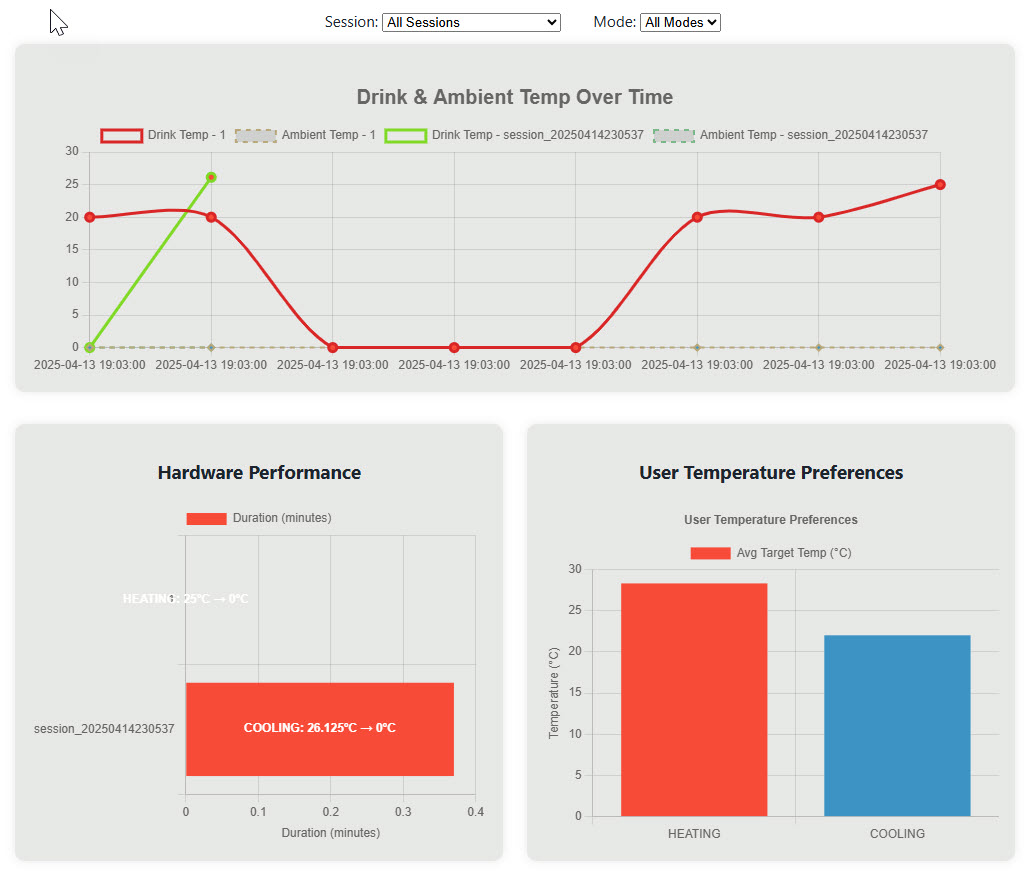 Session: All Sessions Mode: All Modes
Drink & Ambient Temp Over Time
Drink Temp - 1 Ambient Temp - 1 Drink Temp - session_20250414230537 Ambient Temp - session_20250414230537
30
25
20
15
10
5
0
2025-04-13 19:03:00 2025-04-13 19:03:00 2025-04-13 19:03:00 2025-04-13 19:03:00 2025-04-13 19:03:00 2025-04-13 19:03:00 2025-04-13 19:03:00 2025-04-13 19:03:00
Hardware Performance
Duration (minutes)
HEATING: 25°C → 0°C
session_20250414230537
COOLING: 26.125°C → 0°C
0 0.1 0.2 0.3 0.4
Duration (minutes)
User Temperature Preferences
User Temperature Preferences
Avg Target Temp (°C)
Temperature (°C)
30
25
20
15
10
5
0
HEATING COOLING